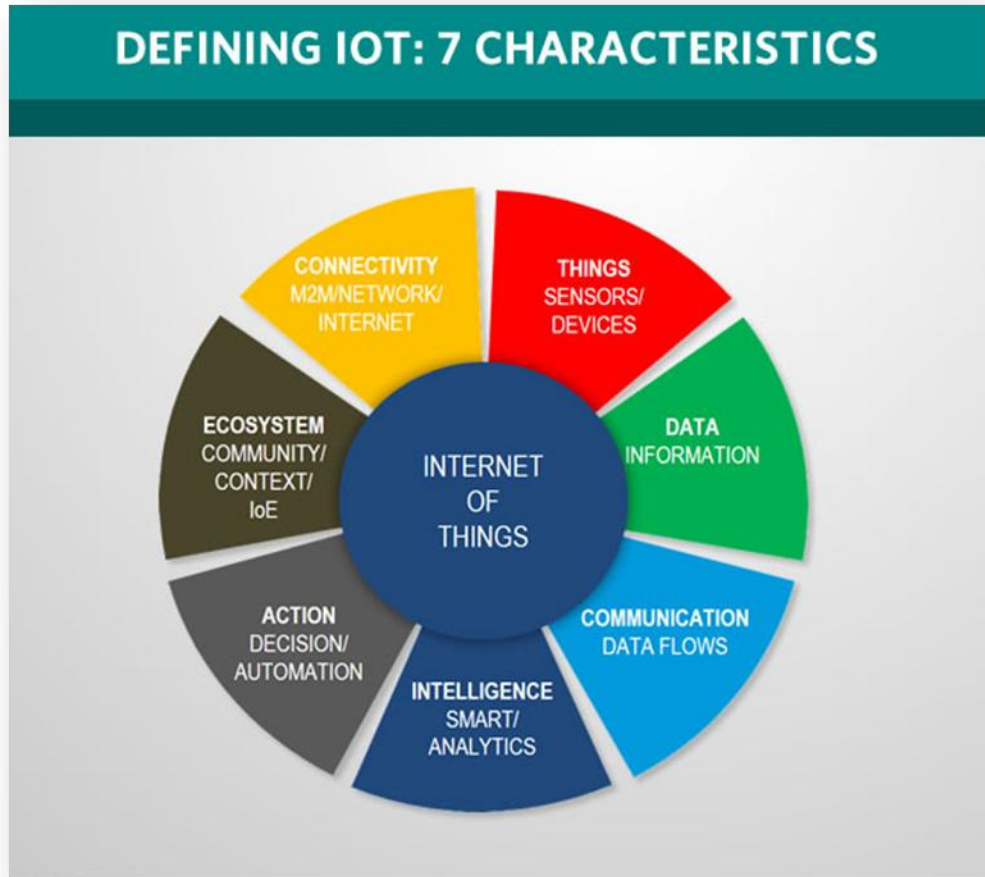 DEFINING IOT: 7 CHARACTERISTICS
CONNECTIVITY
M2M/NETWORK/
INTERNET
THINGS
SENSORS/
DEVICES
ECOSYSTEM
COMMUNITY/
CONTEXT/
IoE
INTERNET
OF
THINGS
DATA
INFORMATION
ACTION
DECISION/
AUTOMATION
INTELLIGENCE
SMART/
ANALYTICS
COMMUNICATION
DATA FLOWS